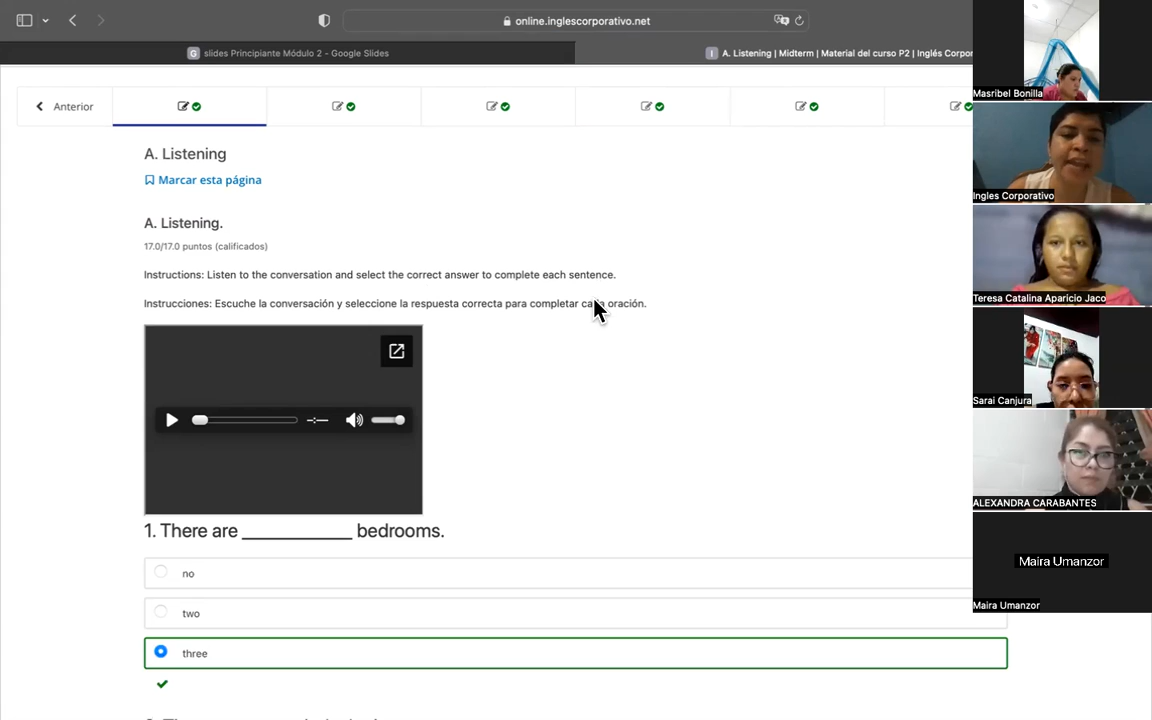 online.inglescorporativo.net
slides Principiante Módulo 2 - Google Slides
A. Listening | Midterm | Material del curso P2 | Inglés Corpor
Anterior
A. Listening
Marcar esta página
A. Listening.
17.0/17.0 puntos (calificados)
Instructions: Listen to the conversation and select the correct answer to complete each sentence.
Instrucciones: Escuche la conversación y seleccione la respuesta correcta para completar cada oración.
1. There are ____________ bedrooms.
no
two
three
Masribel Bonilla
Ingles Corporativo
Teresa Catalina Aparicio Jaco
Sarai Canjura
ALEXANDRA CARABANTES
Maira Umanzor
Maira Umanzor